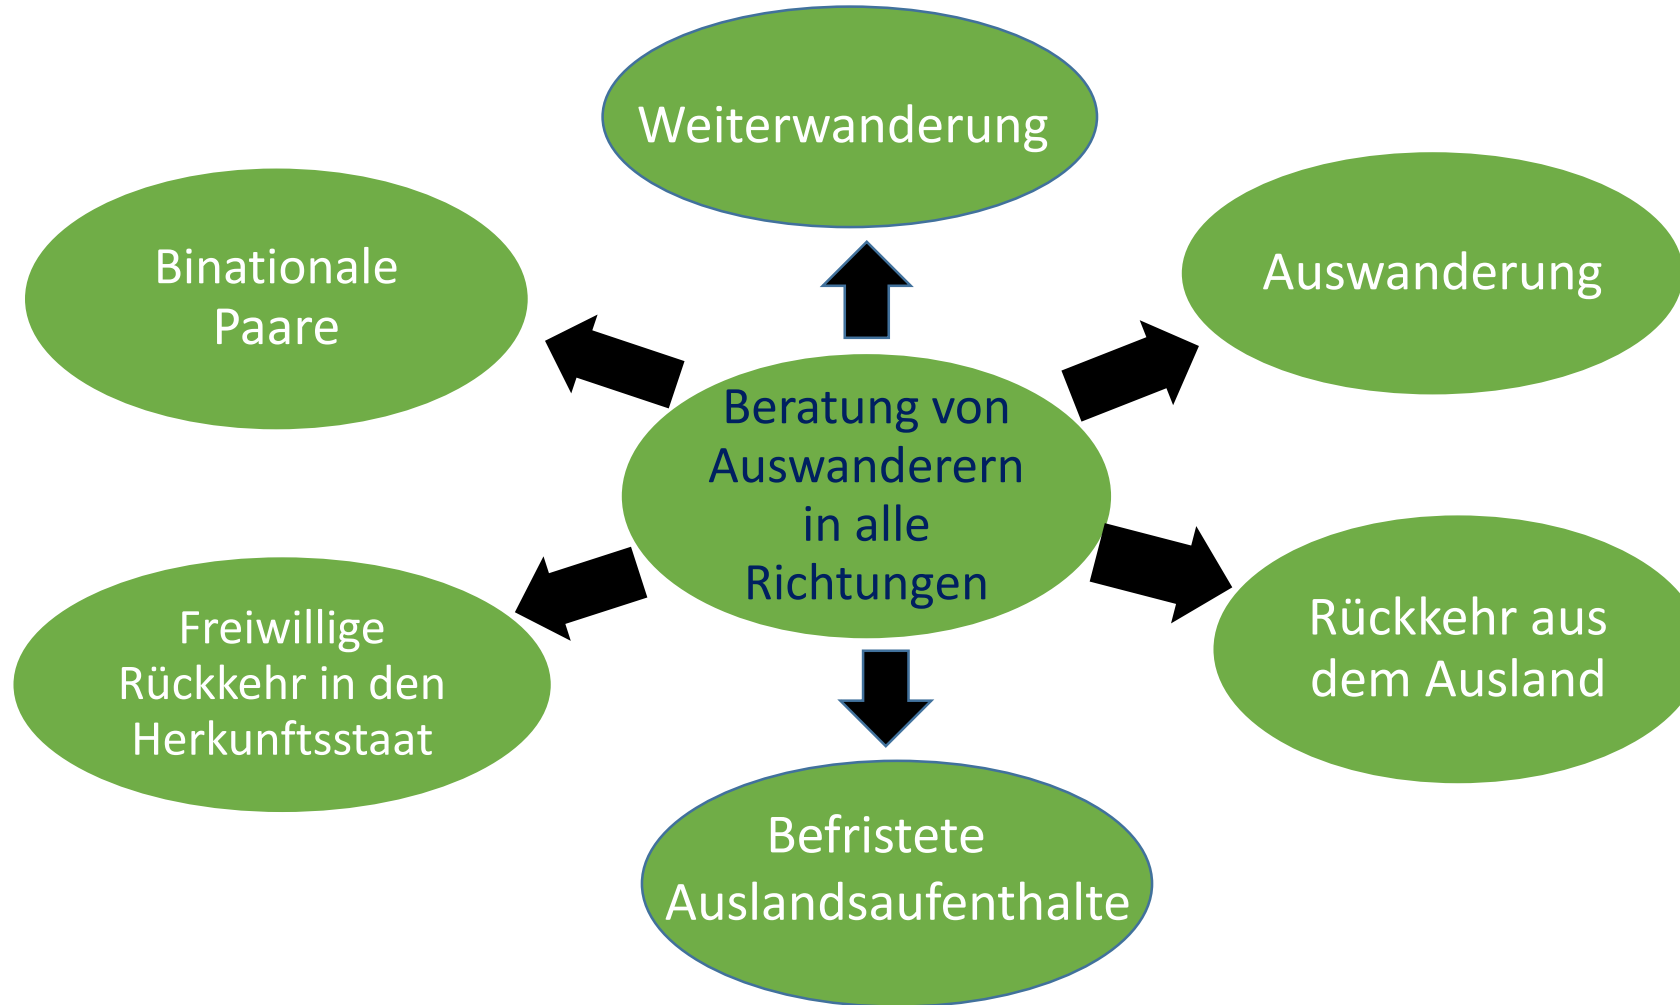 Weiterwanderung
Binationale
Paare
Auswanderung
Beratung von
Auswanderern
in alle
Richtungen
Freiwillige
Rückkehr in den
Herkunftsstaat
Rückkehr aus
dem Ausland
Befristete
Auslandsaufenthalte